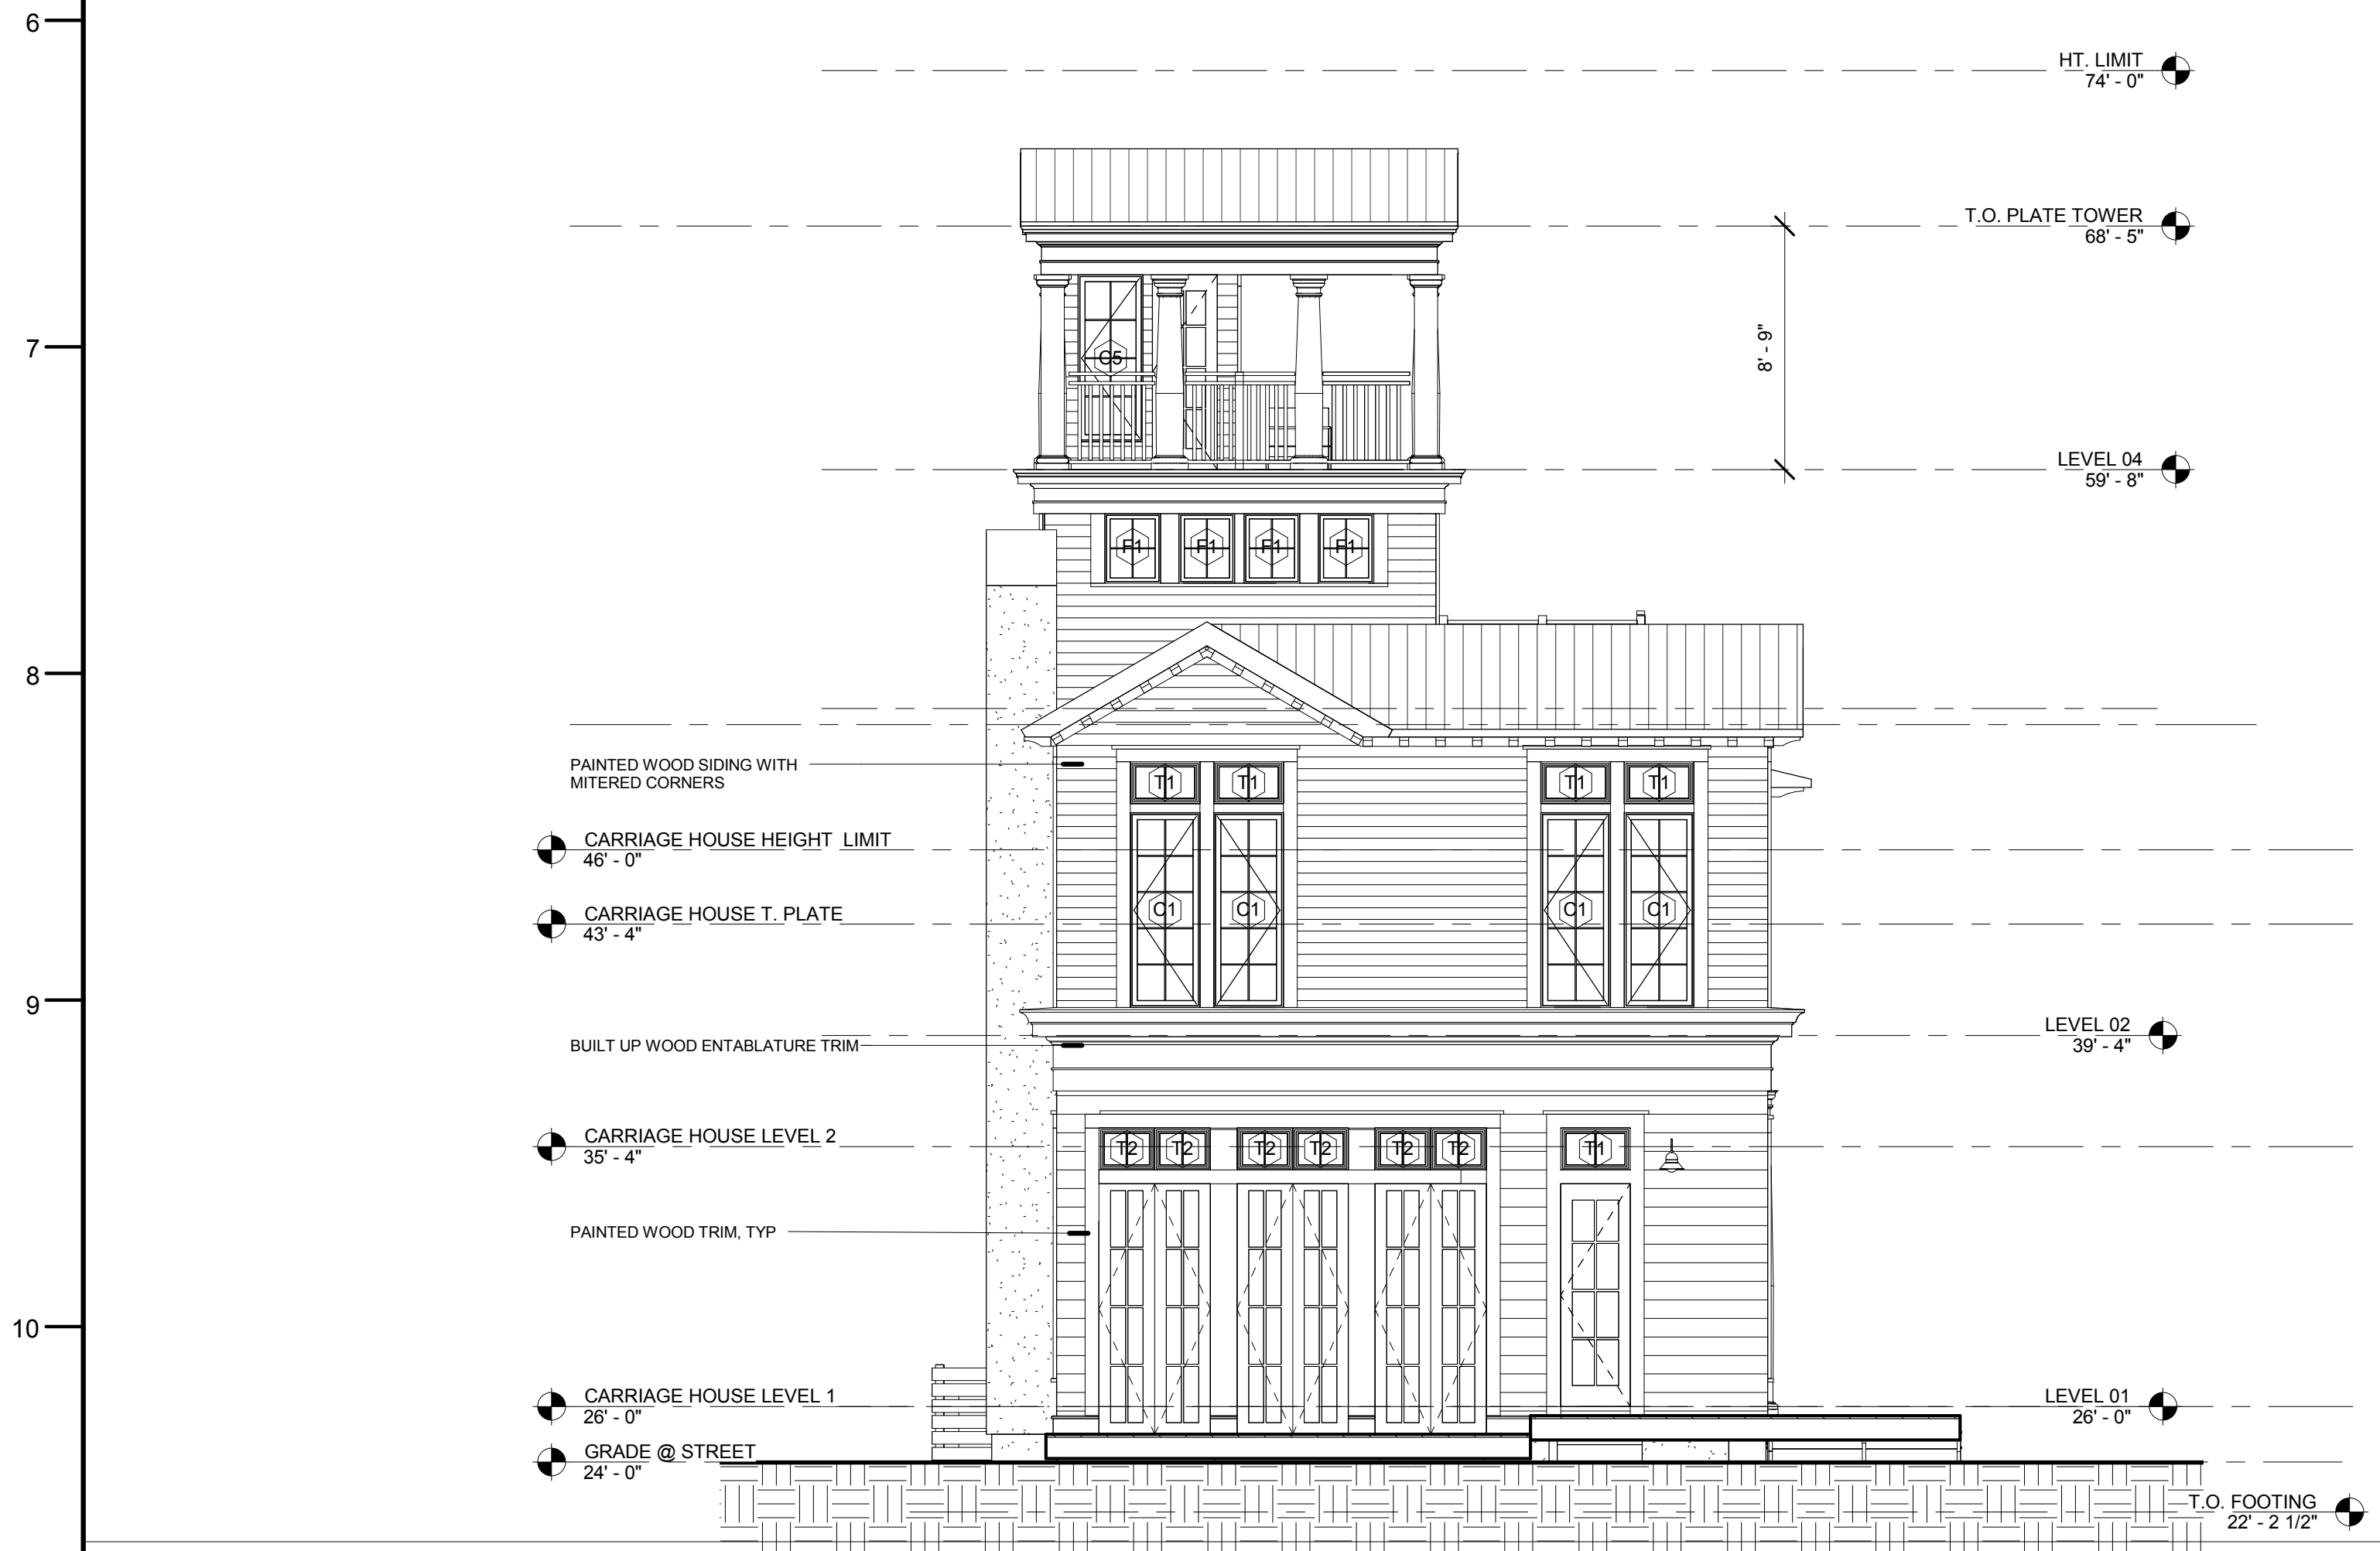 6
HT. LIMIT
74' - 0"
T.O. PLATE TOWER
68' - 5"
7
C5
8' - 9"
LEVEL 04
59' - 8"
F1 F1 F1 F1
8
PAINTED WOOD SIDING WITH
MITERED CORNERS
T1 T1 T1 T1
CARRIAGE HOUSE HEIGHT LIMIT
46' - 0"
CARRIAGE HOUSE T. PLATE
43' - 4"
C1 C1 C1 C1
9
LEVEL 02
39' - 4"
BUILT UP WOOD ENTABLATURE TRIM
CARRIAGE HOUSE LEVEL 2
35' - 4"
T2 T2 T2 T2 T2 T2 T1
PAINTED WOOD TRIM, TYP
10
CARRIAGE HOUSE LEVEL 1
26' - 0"
LEVEL 01
26' - 0"
GRADE @ STREET
24' - 0"
T.O. FOOTING
22' - 2 1/2"